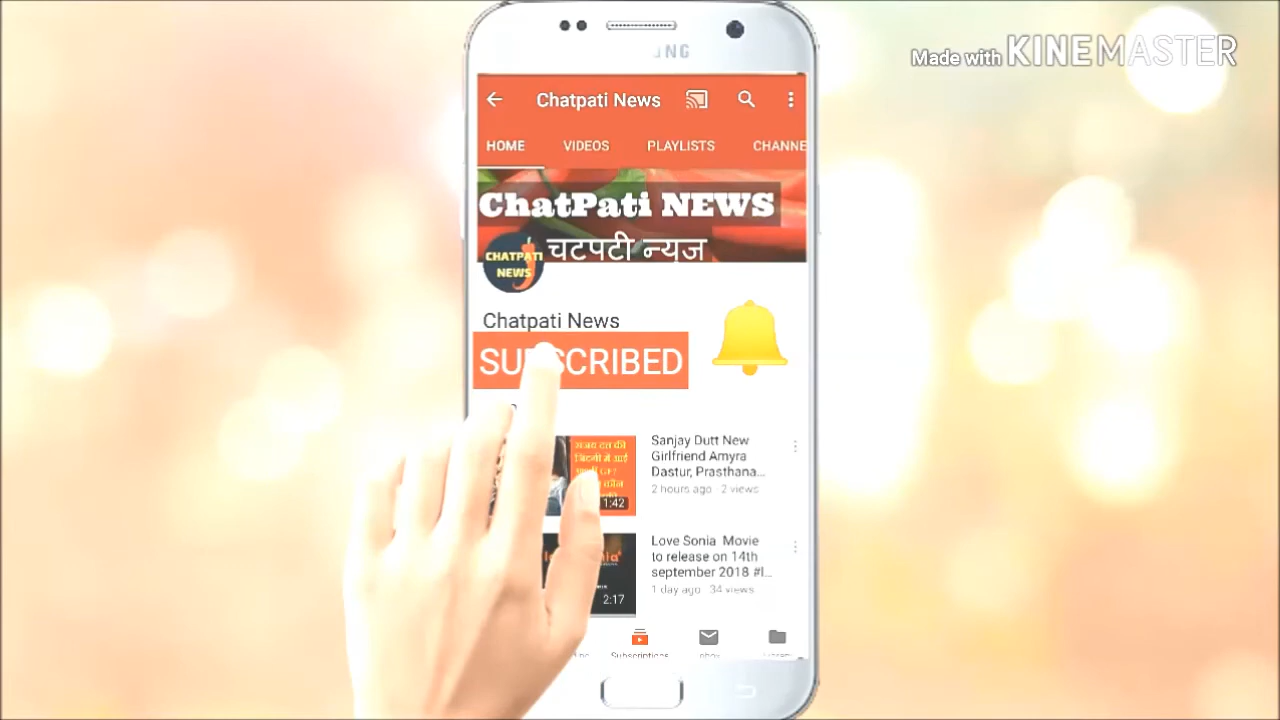 Made with KINEMASTER
Chatpati News
HOME VIDEOS PLAYLISTS CHANNE
ChatPati NEWS
चटपटी न्यूज
CHATPATI
NEWS
Chatpati News
SUBSCRIBED
Sanjay Dutt New
Girlfriend Amyra
Dastur, Prasthana...
2 hours ago · 2 views
1:42
Love Sonia Movie
to release on 14th
september 2018 #l...
1 day ago · 34 views
2:17
Subscriptions